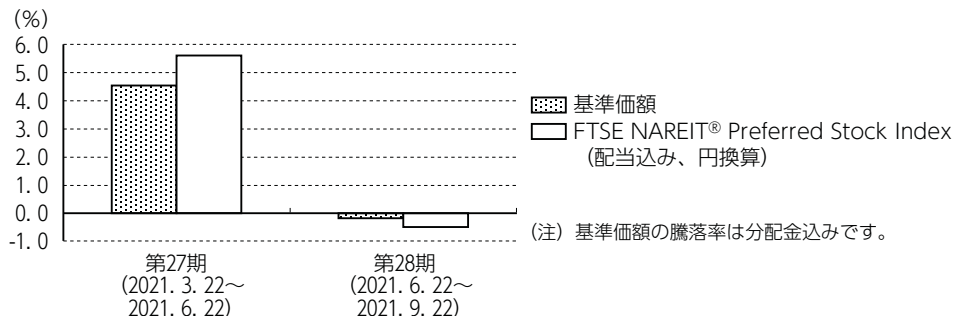 (%)
6. 0
5. 0
4. 0
3. 0
2. 0
1. 0
0. 0
-1. 0
第27期
(2021. 3. 22～
2021. 6. 22)
第28期
(2021. 6. 22～
2021. 9. 22)
基準価額
FTSE NAREIT® Preferred Stock Index
（配当込み、円換算）
（注）基準価額の騰落率は分配金込みです。